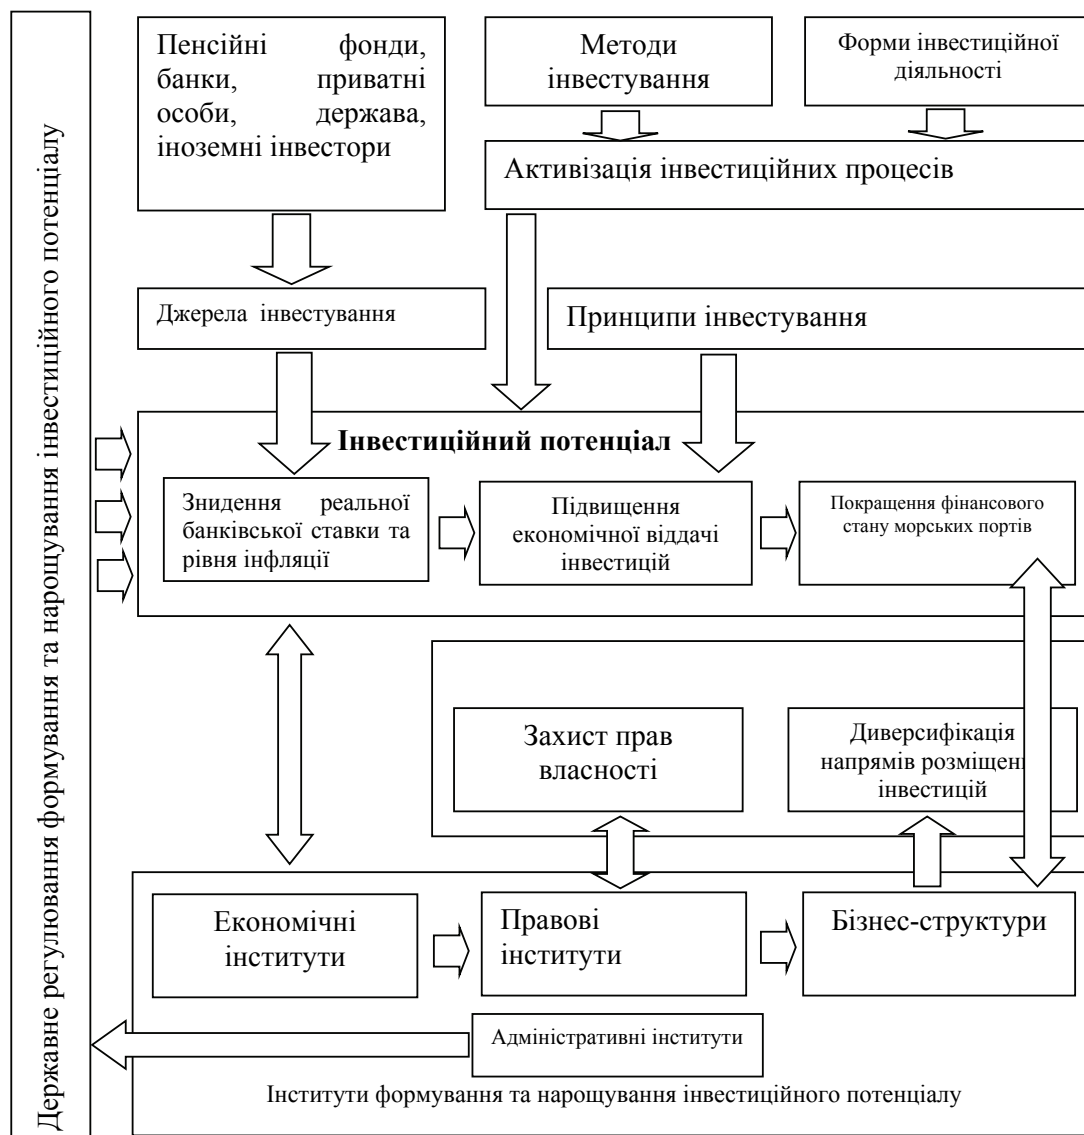 Державне регулювання формування та нарощування інвестиційного потенціалу
Пенсійні фонди,
банки, приватні
особи, держава,
іноземні інвестори
Методи
інвестування
Форми інвестиційної
діяльності
Активізація інвестиційних процесів
Джерела інвестування
Принципи інвестування
Інвестиційний потенціал
Знидення реальної
банківської ставки та
рівня інфляції
Підвищення
економічної віддачі
інвестицій
Покращення фінансового
стану морських портів
Захист прав
власності
Диверсифікація
напрямів розміщенн
інвестицій
Економічні
інститути
Правові
інститути
Бізнес-структури
Адміністративні інститути
Інститути формування та нарощування інвестиційного потенціалу